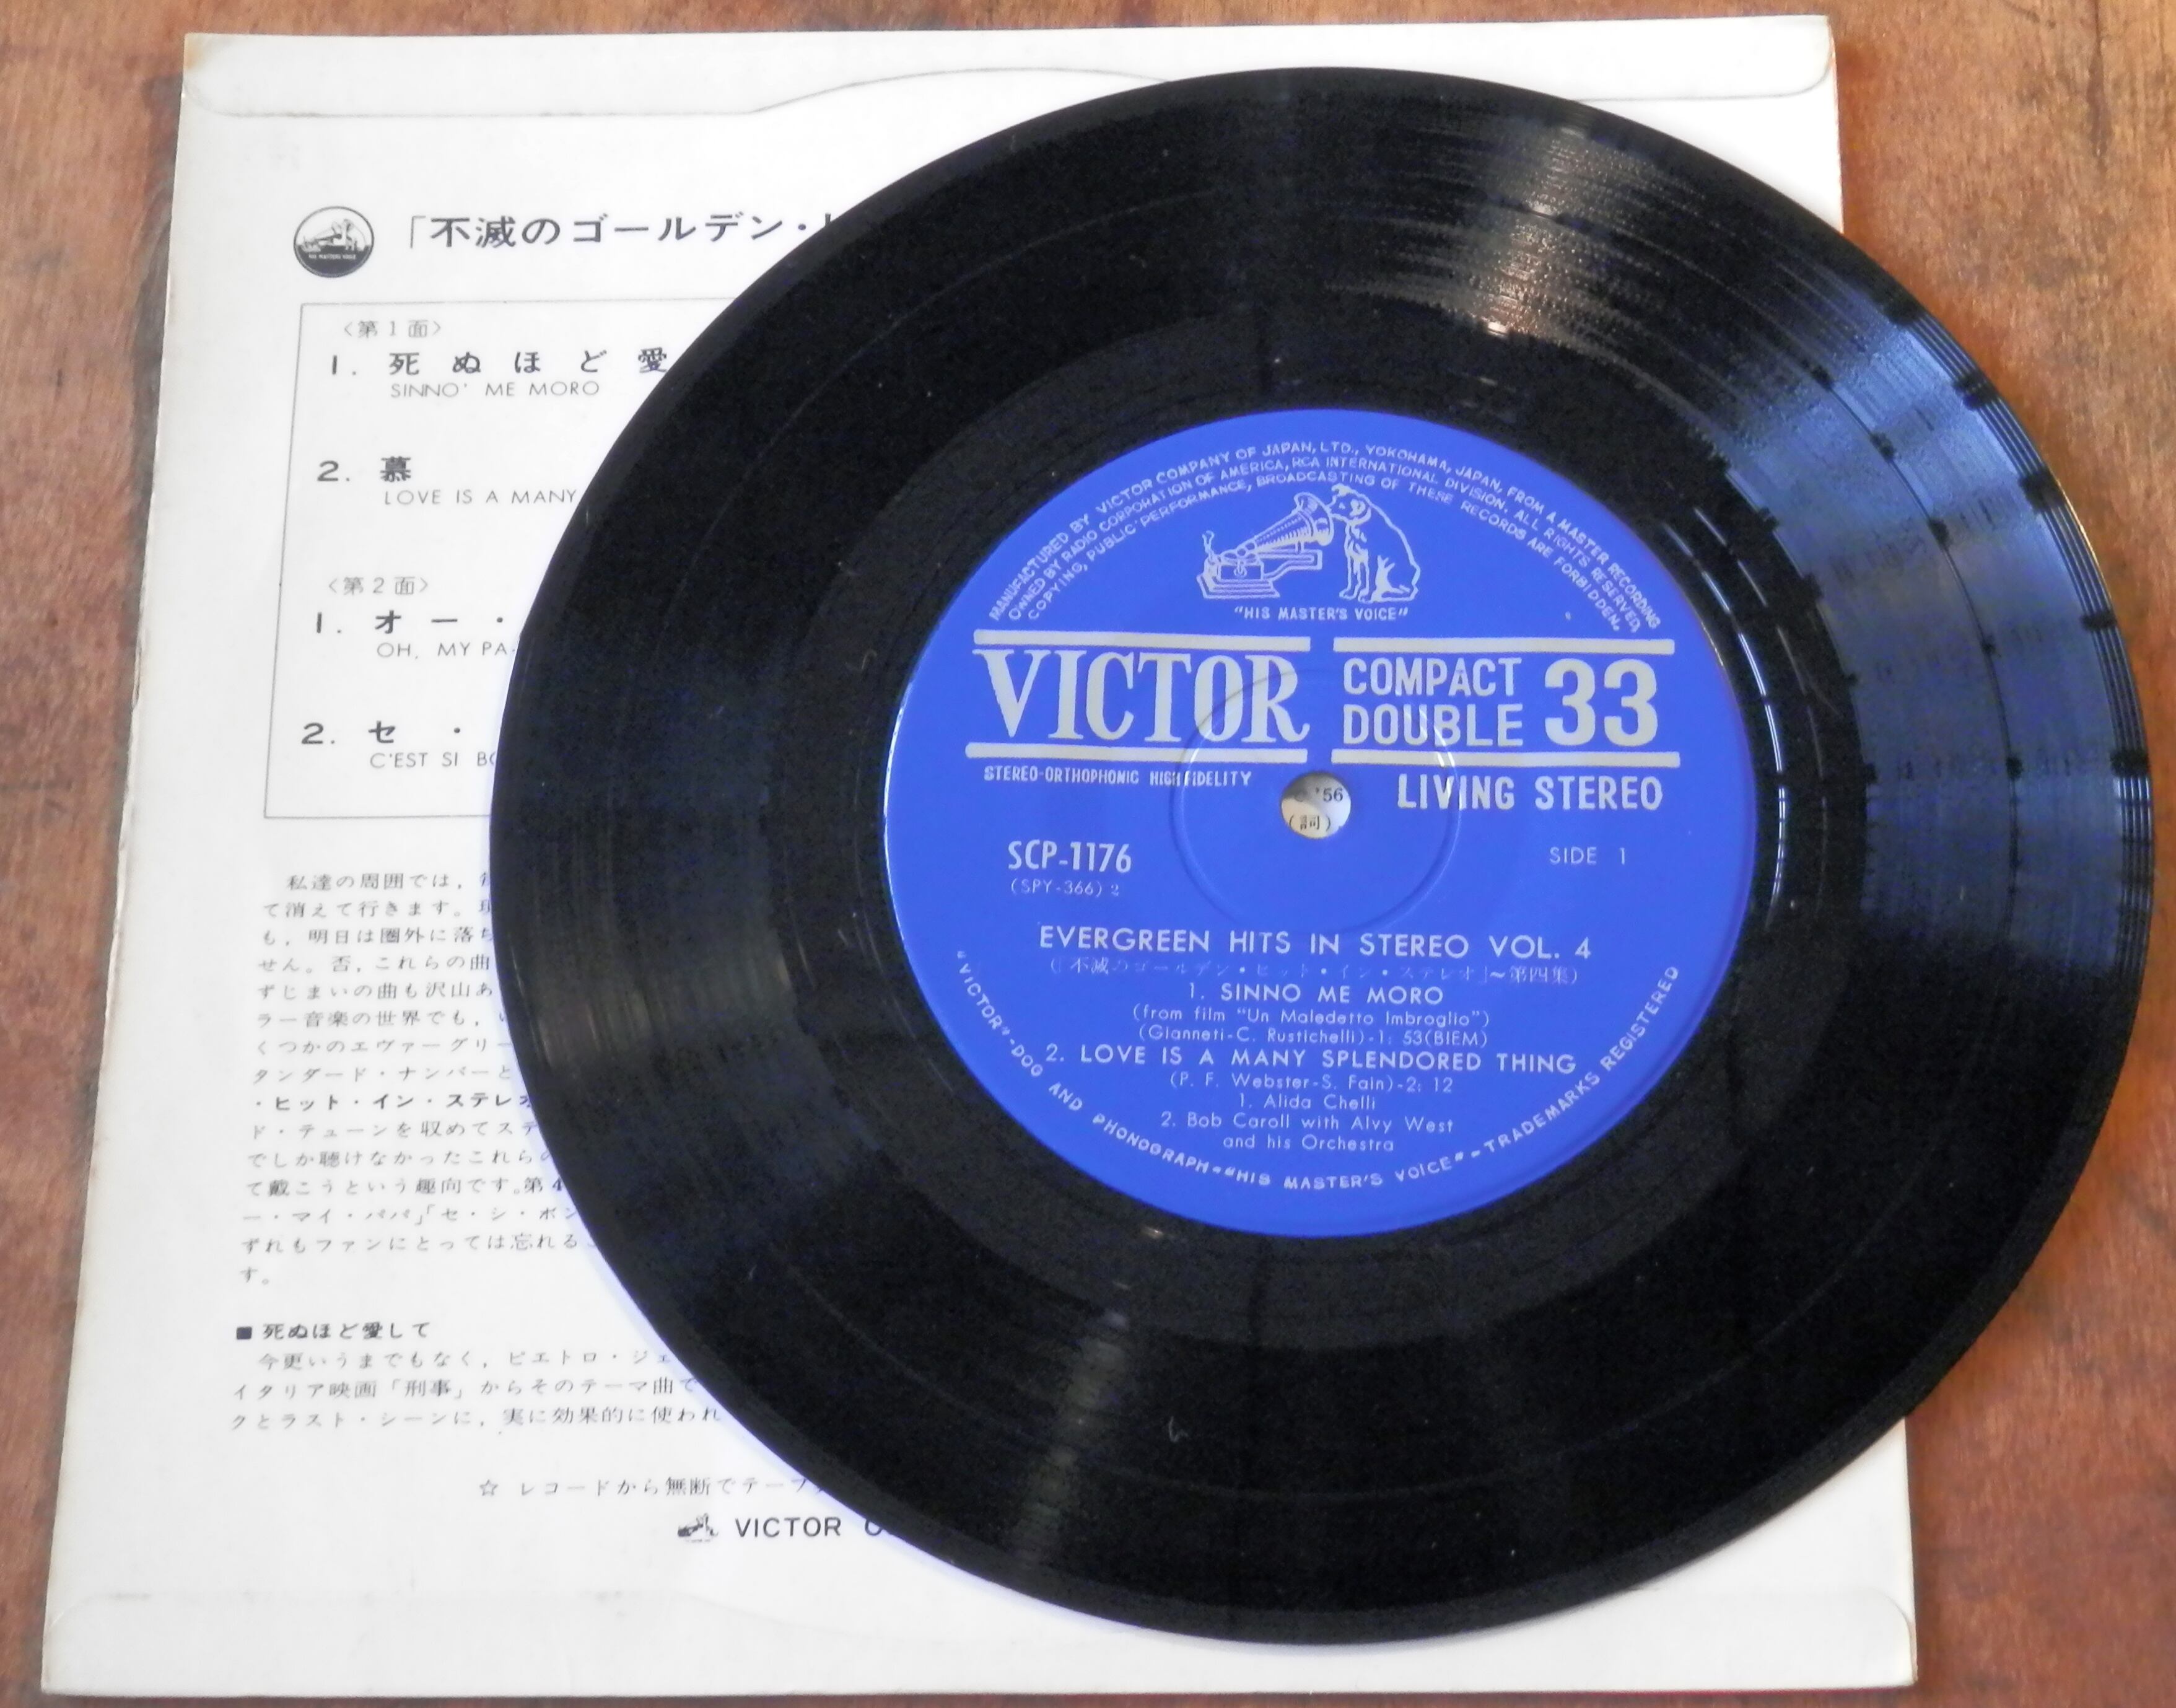 「不滅のゴールデン・
〈第1面〉
1. 死ぬほど愛
SINNO' ME MORO
2. 慕
LOVE IS A MANY
〈第2面〉
1. オー・
OH, MY PA
2. セ・
C'EST SI BO
私達の周囲では,
て消えて行きます。
も, 明日は圏外に落ち
せん。否, これらの曲
ずじまいの曲も沢山あ
ラー音楽の世界でも,
くつかのエヴァーグリー
タンダード・ナンバーと
・ヒット・イン・ステレオ
ド・テューンを収めてステ
でしか聴けなかったこれらの
て戴こうという趣向です。第4
ー・マイ・パパ」「セ・シ・ボン
ずれもファンにとっては忘れる
す。
■ 死ぬほど愛して
今更いうまでもなく, ピエトロ・ジェ
イタリア映画「刑事」からそのテーマ曲で
クとラスト・シーンに, 実に効果的に使われ
☆ レコードから無断でテープ
VICTOR
MANUFACTURED BY VICTOR COMPANY OF JAPAN, LTD., YOKOHAMA, JAPAN, FROM A MASTER RECORDING
OWNED BY RADIO CORPORATION OF AMERICA, RCA INTERNATIONAL DIVISION. ALL RIGHTS RESERVED,
COPYING, PUBLIC PERFORMANCE, BROADCASTING OF THESE RECORDS ARE FORBIDDEN.
"HIS MASTER'S VOICE"
VICTOR
COMPACT DOUBLE 33
STEREO-ORTHOPHONIC HIGH FIDELITY
LIVING STEREO
'56
(詞)
SCP-1176
SIDE 1
(SPY-366) 2
EVERGREEN HITS IN STEREO VOL. 4
(「不滅のゴールデン・ヒット・イン・ステレオ」~第四集)
1. SINNO ME MORO
(from film "Un Maledetto Imbroglio")
(Gianneti-C. Rustichelli)-1: 53(BIEM)
2. LOVE IS A MANY SPLENDORED THING
(P. F. Webster-S. Fain)-2: 12
1. Alida Chelli
2. Bob Caroll with Alvy West
and his Orchestra
"VICTOR"-DOG AND PHONOGRAPH-"HIS MASTER'S VOICE"-TRADEMARKS REGISTERED